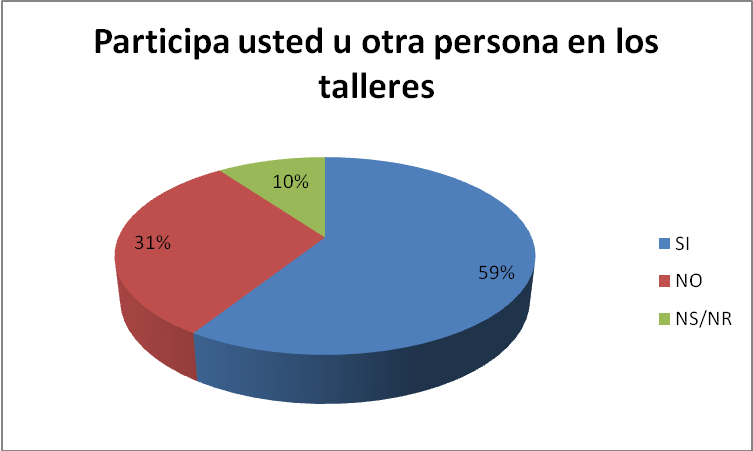 Participa usted u otra persona en los
talleres
10%
31%
59%
SI
NO
NS/NR